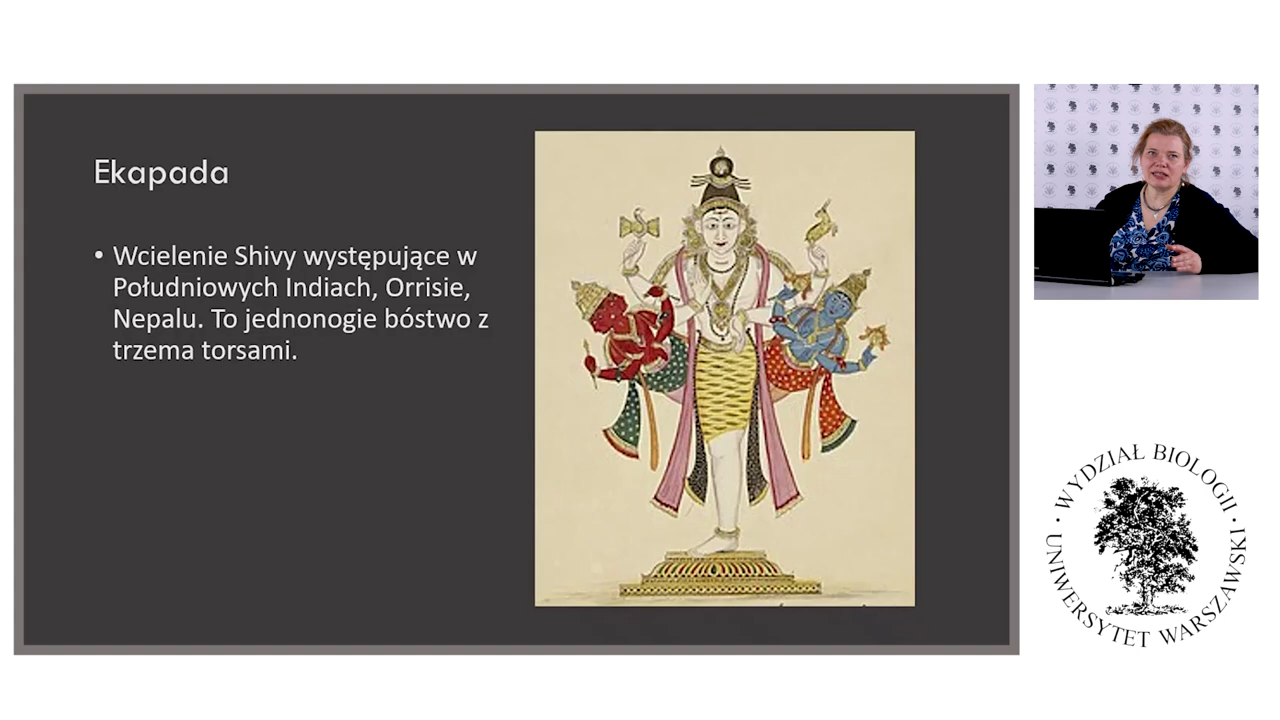 Ekapada
• Wcielenie Shivy występujące w
Południowych Indiach, Orrisie,
Nepalu. To jednonogie bóstwo z
trzema torsami.
· WYDZIAŁ BIOLOGII ·
UNIWERSYTET WARSZAWSKI